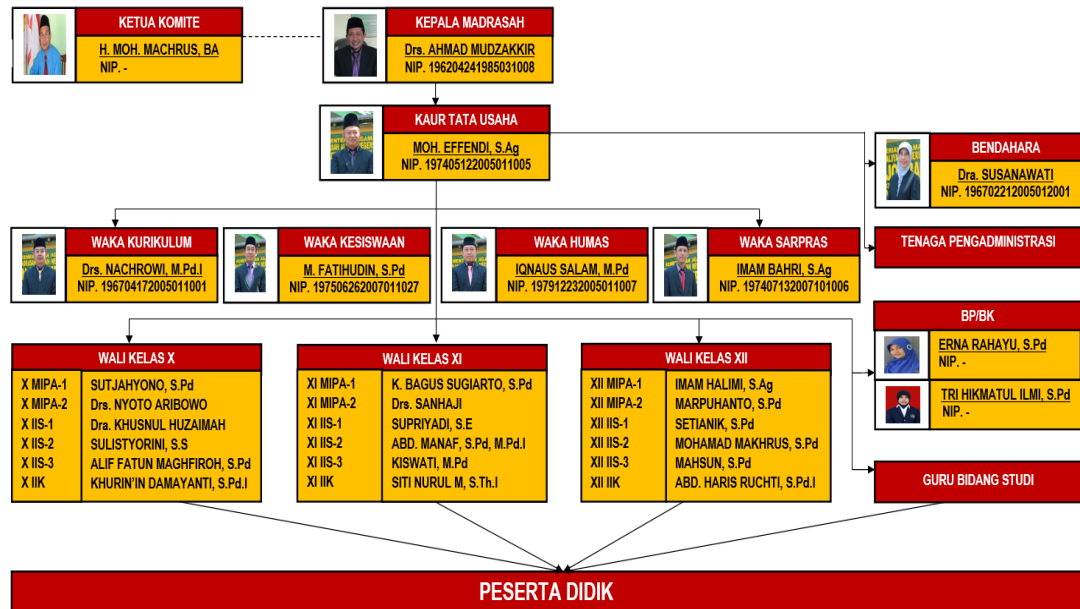 KETUA KOMITE
H. MOH. MACHRUS, BA
NIP. -
KEPALA MADRASAH
Drs. AHMAD MUDZAKKIR
NIP. 196204241985031008
KAUR TATA USAHA
MOH. EFFENDI, S.Ag
NIP. 197405122005011005
BENDAHARA
Dra. SUSANAWATI
NIP. 196702212005012001
TENAGA PENGADMINISTRASI
WAKA KURIKULUM
Drs. NACHROWI, M.Pd.I
NIP. 196704172005011001
WAKA KESISWAAN
M. FATIHUDIN, S.Pd
NIP. 197506262007011027
WAKA HUMAS
IQNAUS SALAM, M.Pd
NIP. 197912232005011007
WAKA SARPRAS
IMAM BAHRI, S.Ag
NIP. 197407132007101006
BP/BK
ERNA RAHAYU, S.Pd
NIP. -
TRI HIKMATUL ILMI, S.Pd
NIP. -
WALI KELAS X
X MIPA-1 SUTJAHYONO, S.Pd
X MIPA-2 Drs. NYOTO ARIBOWO
X IIS-1 Dra. KHUSNUL HUZAIMAH
X IIS-2 SULISTYORINI, S.S
X IIS-3 ALIF FATUN MAGHFIROH, S.Pd
X IIK KHURIN'IN DAMAYANTI, S.Pd.I
WALI KELAS XI
XI MIPA-1 K. BAGUS SUGIARTO, S.Pd
XI MIPA-2 Drs. SANHAJI
XI IIS-1 SUPRIYADI, S.E
XI IIS-2 ABD. MANAF, S.Pd, M.Pd.I
XI IIS-3 KISWATI, M.Pd
XI IIK SITI NURUL M, S.Th.I
WALI KELAS XII
XII MIPA-1 IMAM HALIMI, S.Ag
XII MIPA-2 MARPUHANTO, S.Pd
XII IIS-1 SETIANIK, S.Pd
XII IIS-2 MOHAMAD MAKHRUS, S.Pd
XII IIS-3 MAHSUN, S.Pd
XII IIK ABD. HARIS RUCHTI, S.Pd.I
GURU BIDANG STUDI
PESERTA DIDIK